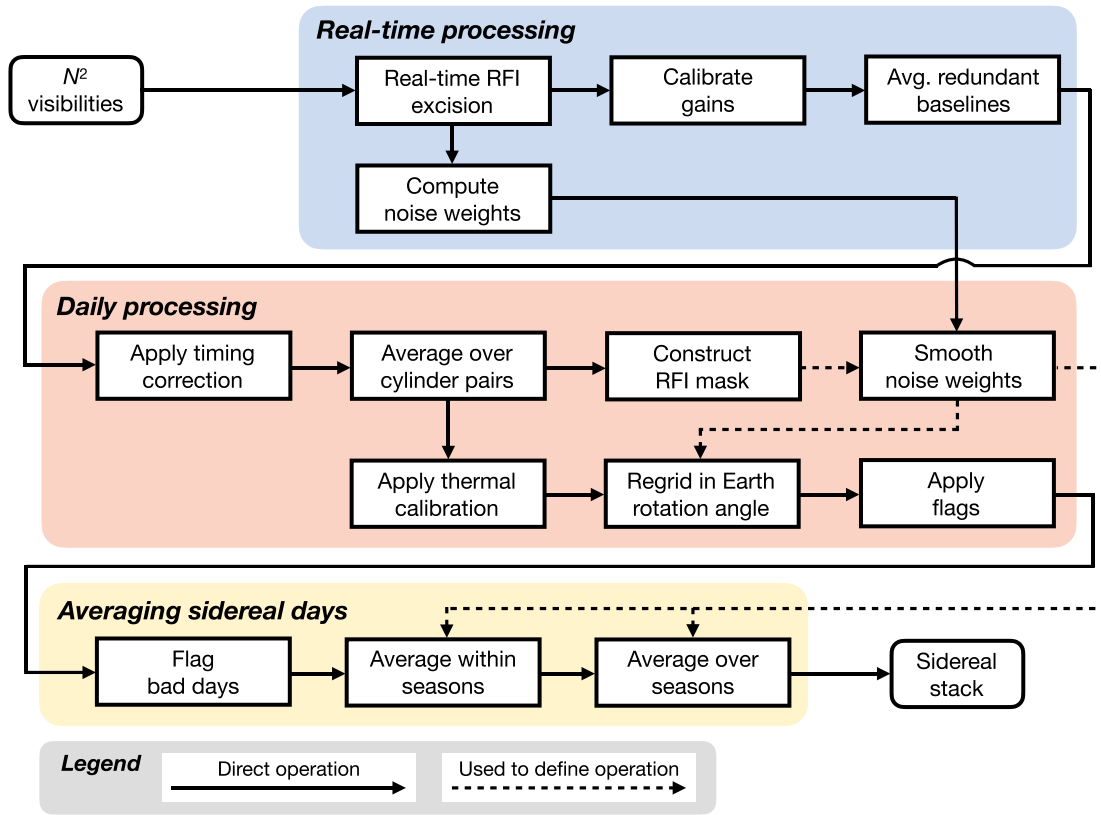 Real-time processing
N²
visibilities
Real-time RFI
excision
Calibrate
gains
Avg. redundant
baselines
Compute
noise weights
Daily processing
Apply timing
correction
Average over
cylinder pairs
Construct
RFI mask
Smooth
noise weights
Apply thermal
calibration
Regrid in Earth
rotation angle
Apply
flags
Averaging sidereal days
Flag
bad days
Average within
seasons
Average over
seasons
Sidereal
stack
Legend
Direct operation
Used to define operation